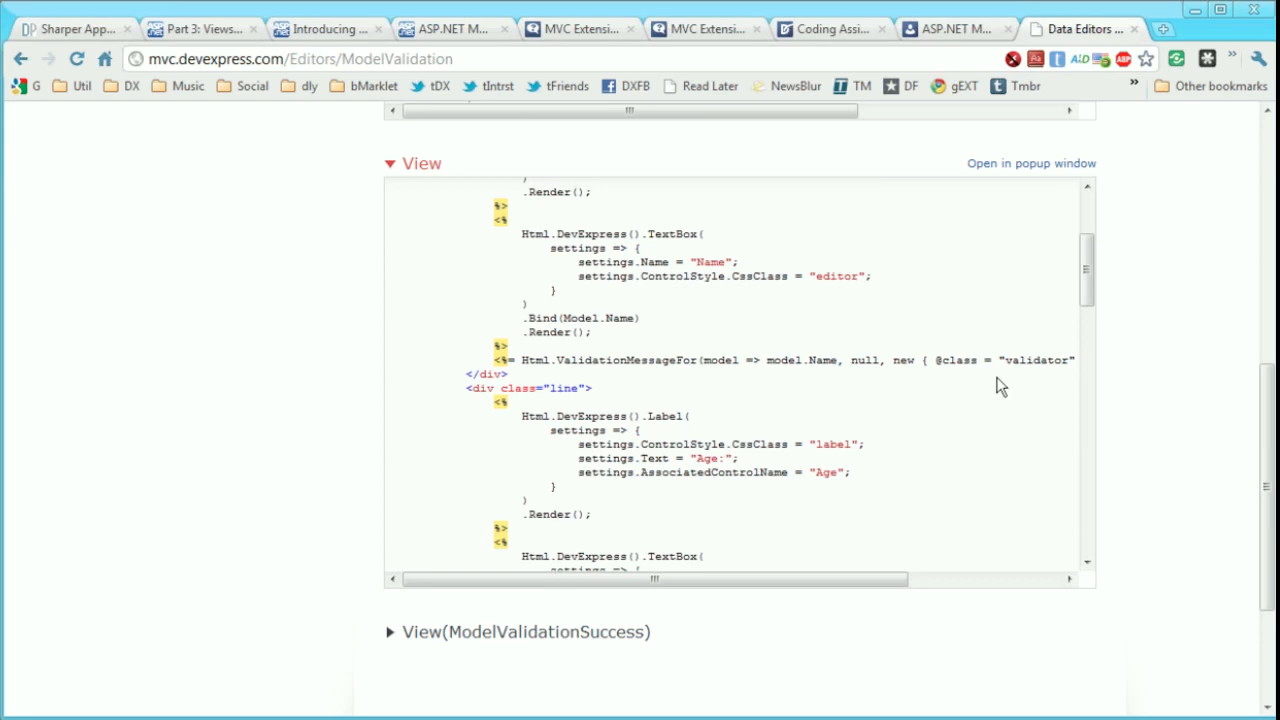 Sharper App...
Part 3: Views...
Introducing ...
ASP.NET M...
MVC Extensi...
MVC Extensi...
Coding Assi...
ASP.NET M...
Data Editors ...
mvc.devexpress.com/Editors/ModelValidation
G Util DX Music Social dly bMarklet tDX tIntrst tFriends DXFB Read Later NewsBlur TM DF gEXT Tmbr » Other bookmarks
View
Open in popup window
)
.Render();
%>
<%
Html.DevExpress().TextBox(
settings => {
settings.Name = "Name";
settings.ControlStyle.CssClass = "editor";
}
)
.Bind(Model.Name)
.Render();
%>
<%= Html.ValidationMessageFor(model => model.Name, null, new { @class = "validator"
</div>
<div class="line">
<%
Html.DevExpress().Label(
settings => {
settings.ControlStyle.CssClass = "label";
settings.Text = "Age:";
settings.AssociatedControlName = "Age";
}
)
.Render();
%>
<%
Html.DevExpress().TextBox(
settings => {
View(ModelValidationSuccess)